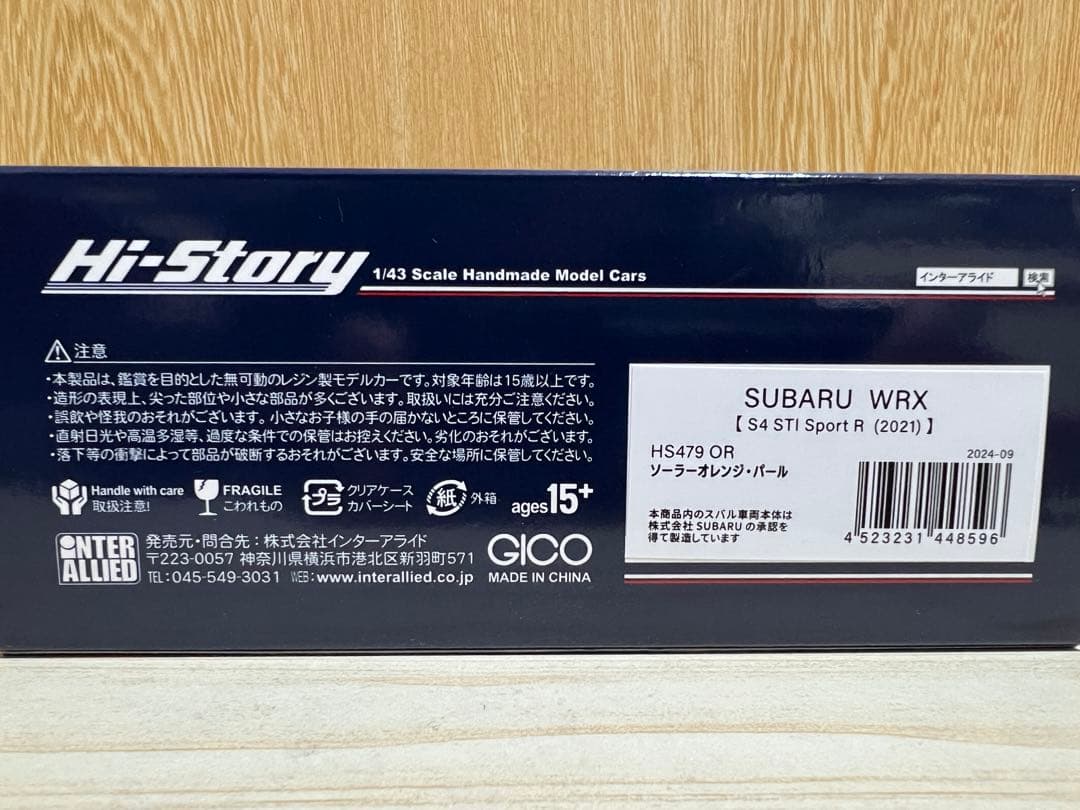 Hi-Story
1/43 Scale Handmade Model Cars
インターアライド 検索
⚠注意
・本製品は、鑑賞を目的とした無可動のレジン製モデルカーです。対象年齢は15歳以上です。
・造形の表現上、尖った部位や小さな部品が多くございます。取扱いには充分ご注意ください。
・誤飲や怪我のおそれがございます。小さなお子様の手の届かないところに保管してください。
・直射日光や高温多湿等、過度な条件での保管はお控えください。劣化のおそれがございます。
・落下等の衝撃によって部品が破断するおそれがございます。安全な場所に保管してください。
Handle with care
取扱注意!
FRAGILE
こわれもの
プラ
クリアケース
カバーシート
紙
外箱
ages15+
INTER
ALLIED
発売元・問合先:株式会社インターアライド
〒223-0057 神奈川県横浜市港北区新羽町571
TEL:045-549-3031 WEB:www.interallied.co.jp
GICO
MADE IN CHINA
SUBARU WRX
【 S4 STI Sport R (2021) 】
HS479 OR
2024-09
ソーラーオレンジ・パール
本商品内のスバル車両本体は
株式会社 SUBARU の承認を
得て製造しています
4 523231 448596